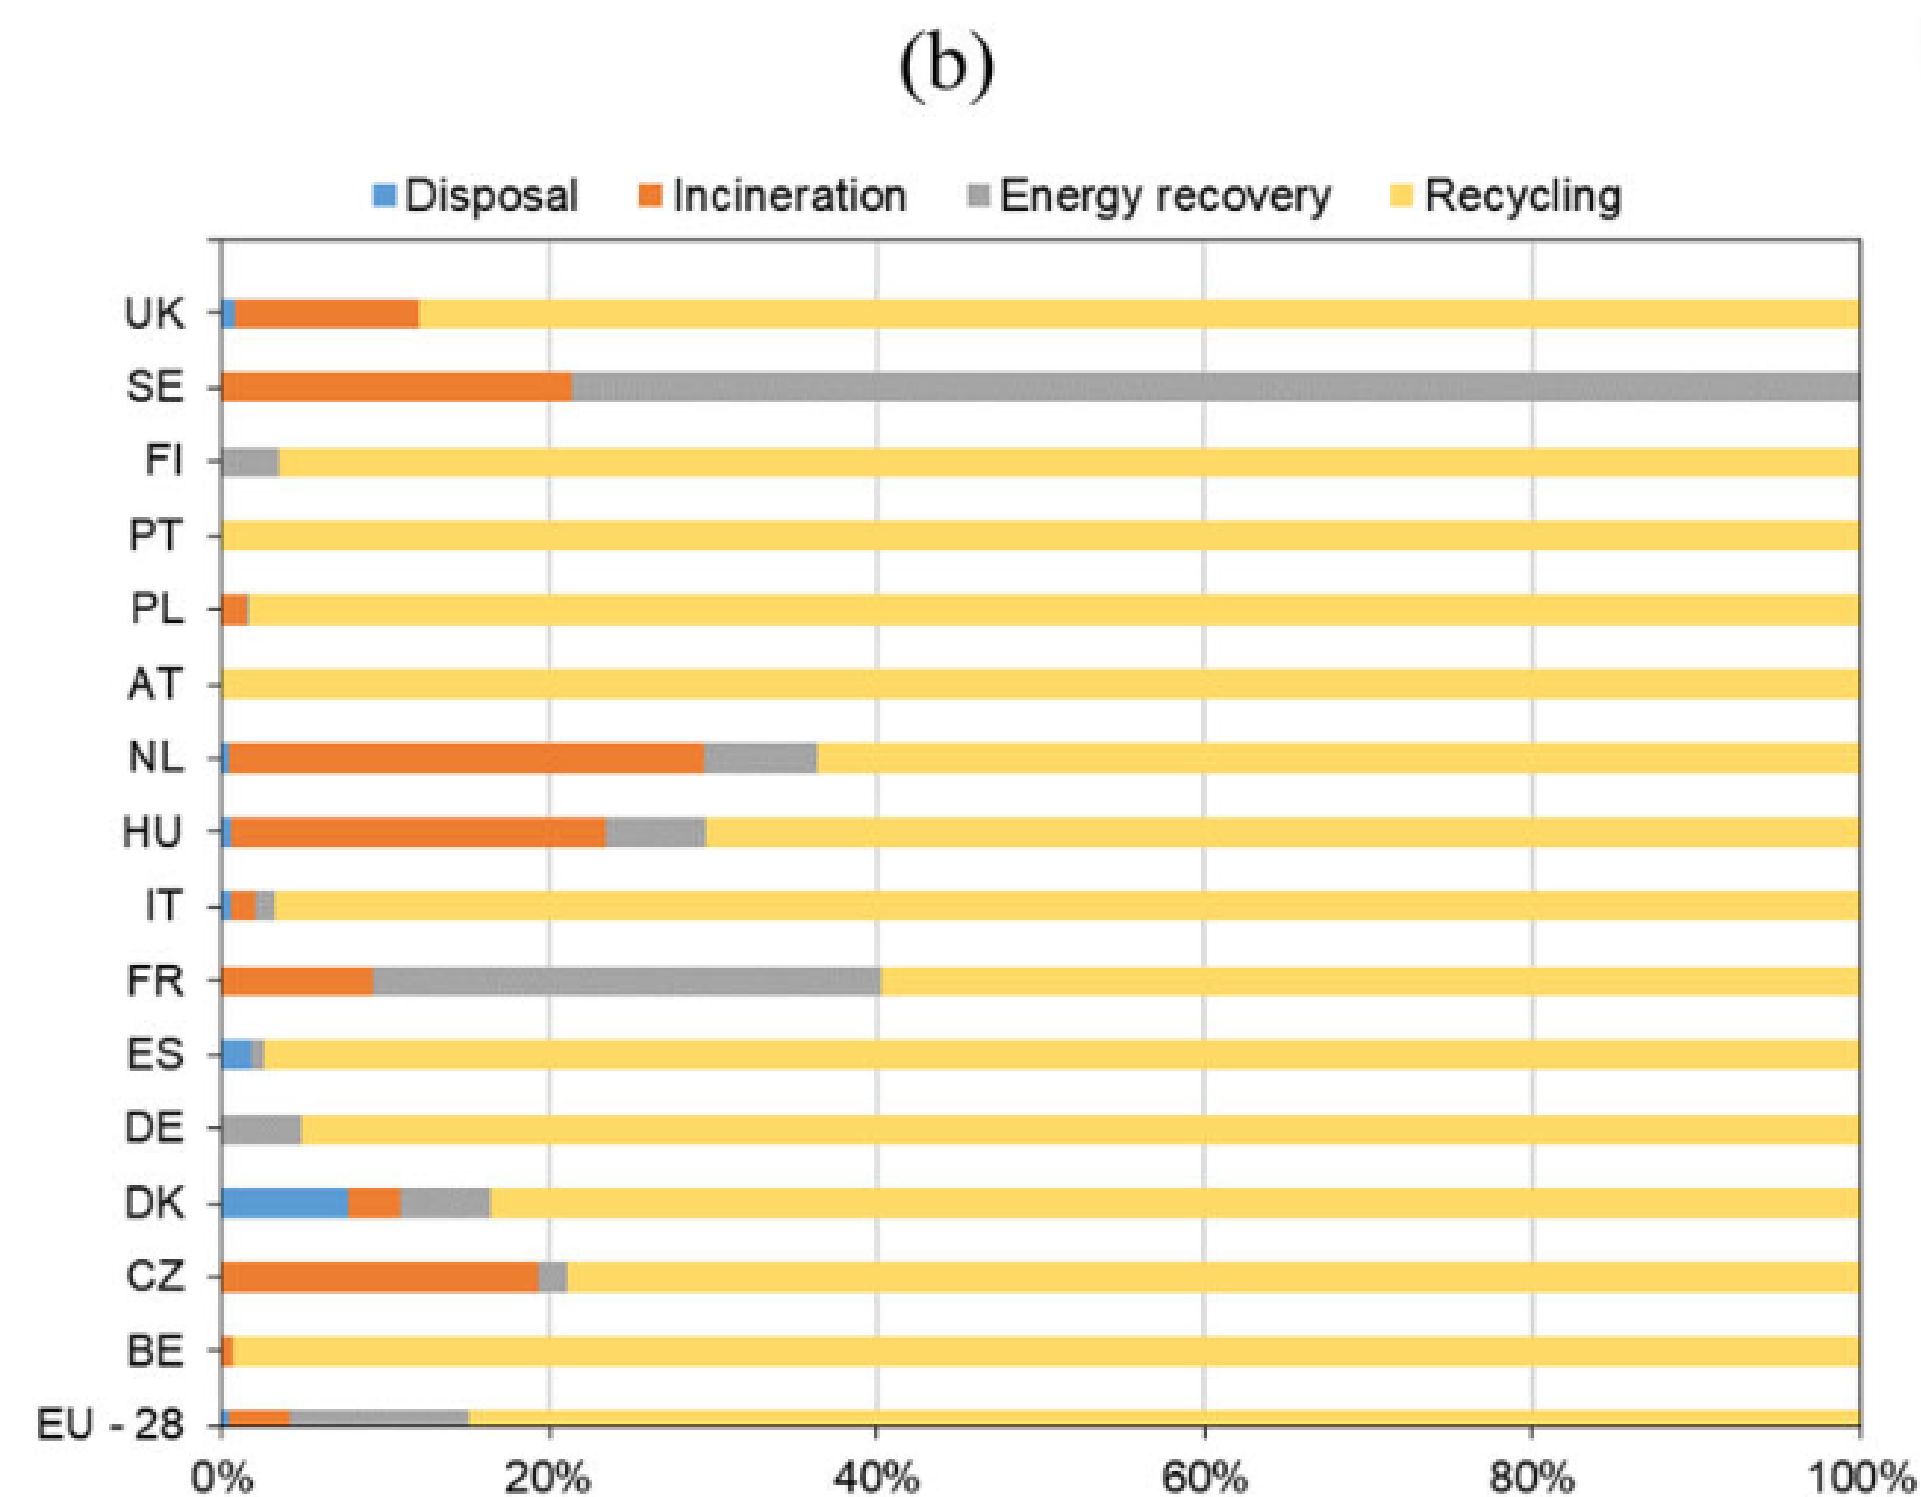 (b)
Disposal Incineration Energy recovery Recycling
UK
SE
FI
PT
PL
AT
NL
HU
IT
FR
ES
DE
DK
CZ
BE
EU - 28
0% 20% 40% 60% 80% 100%